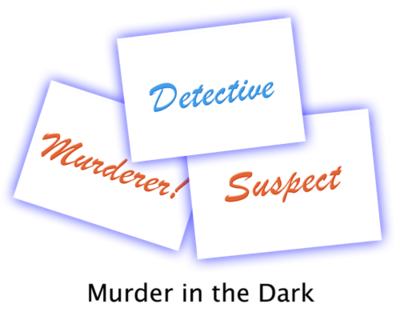 Detective
Murderer!
Suspect
Murder in the Dark